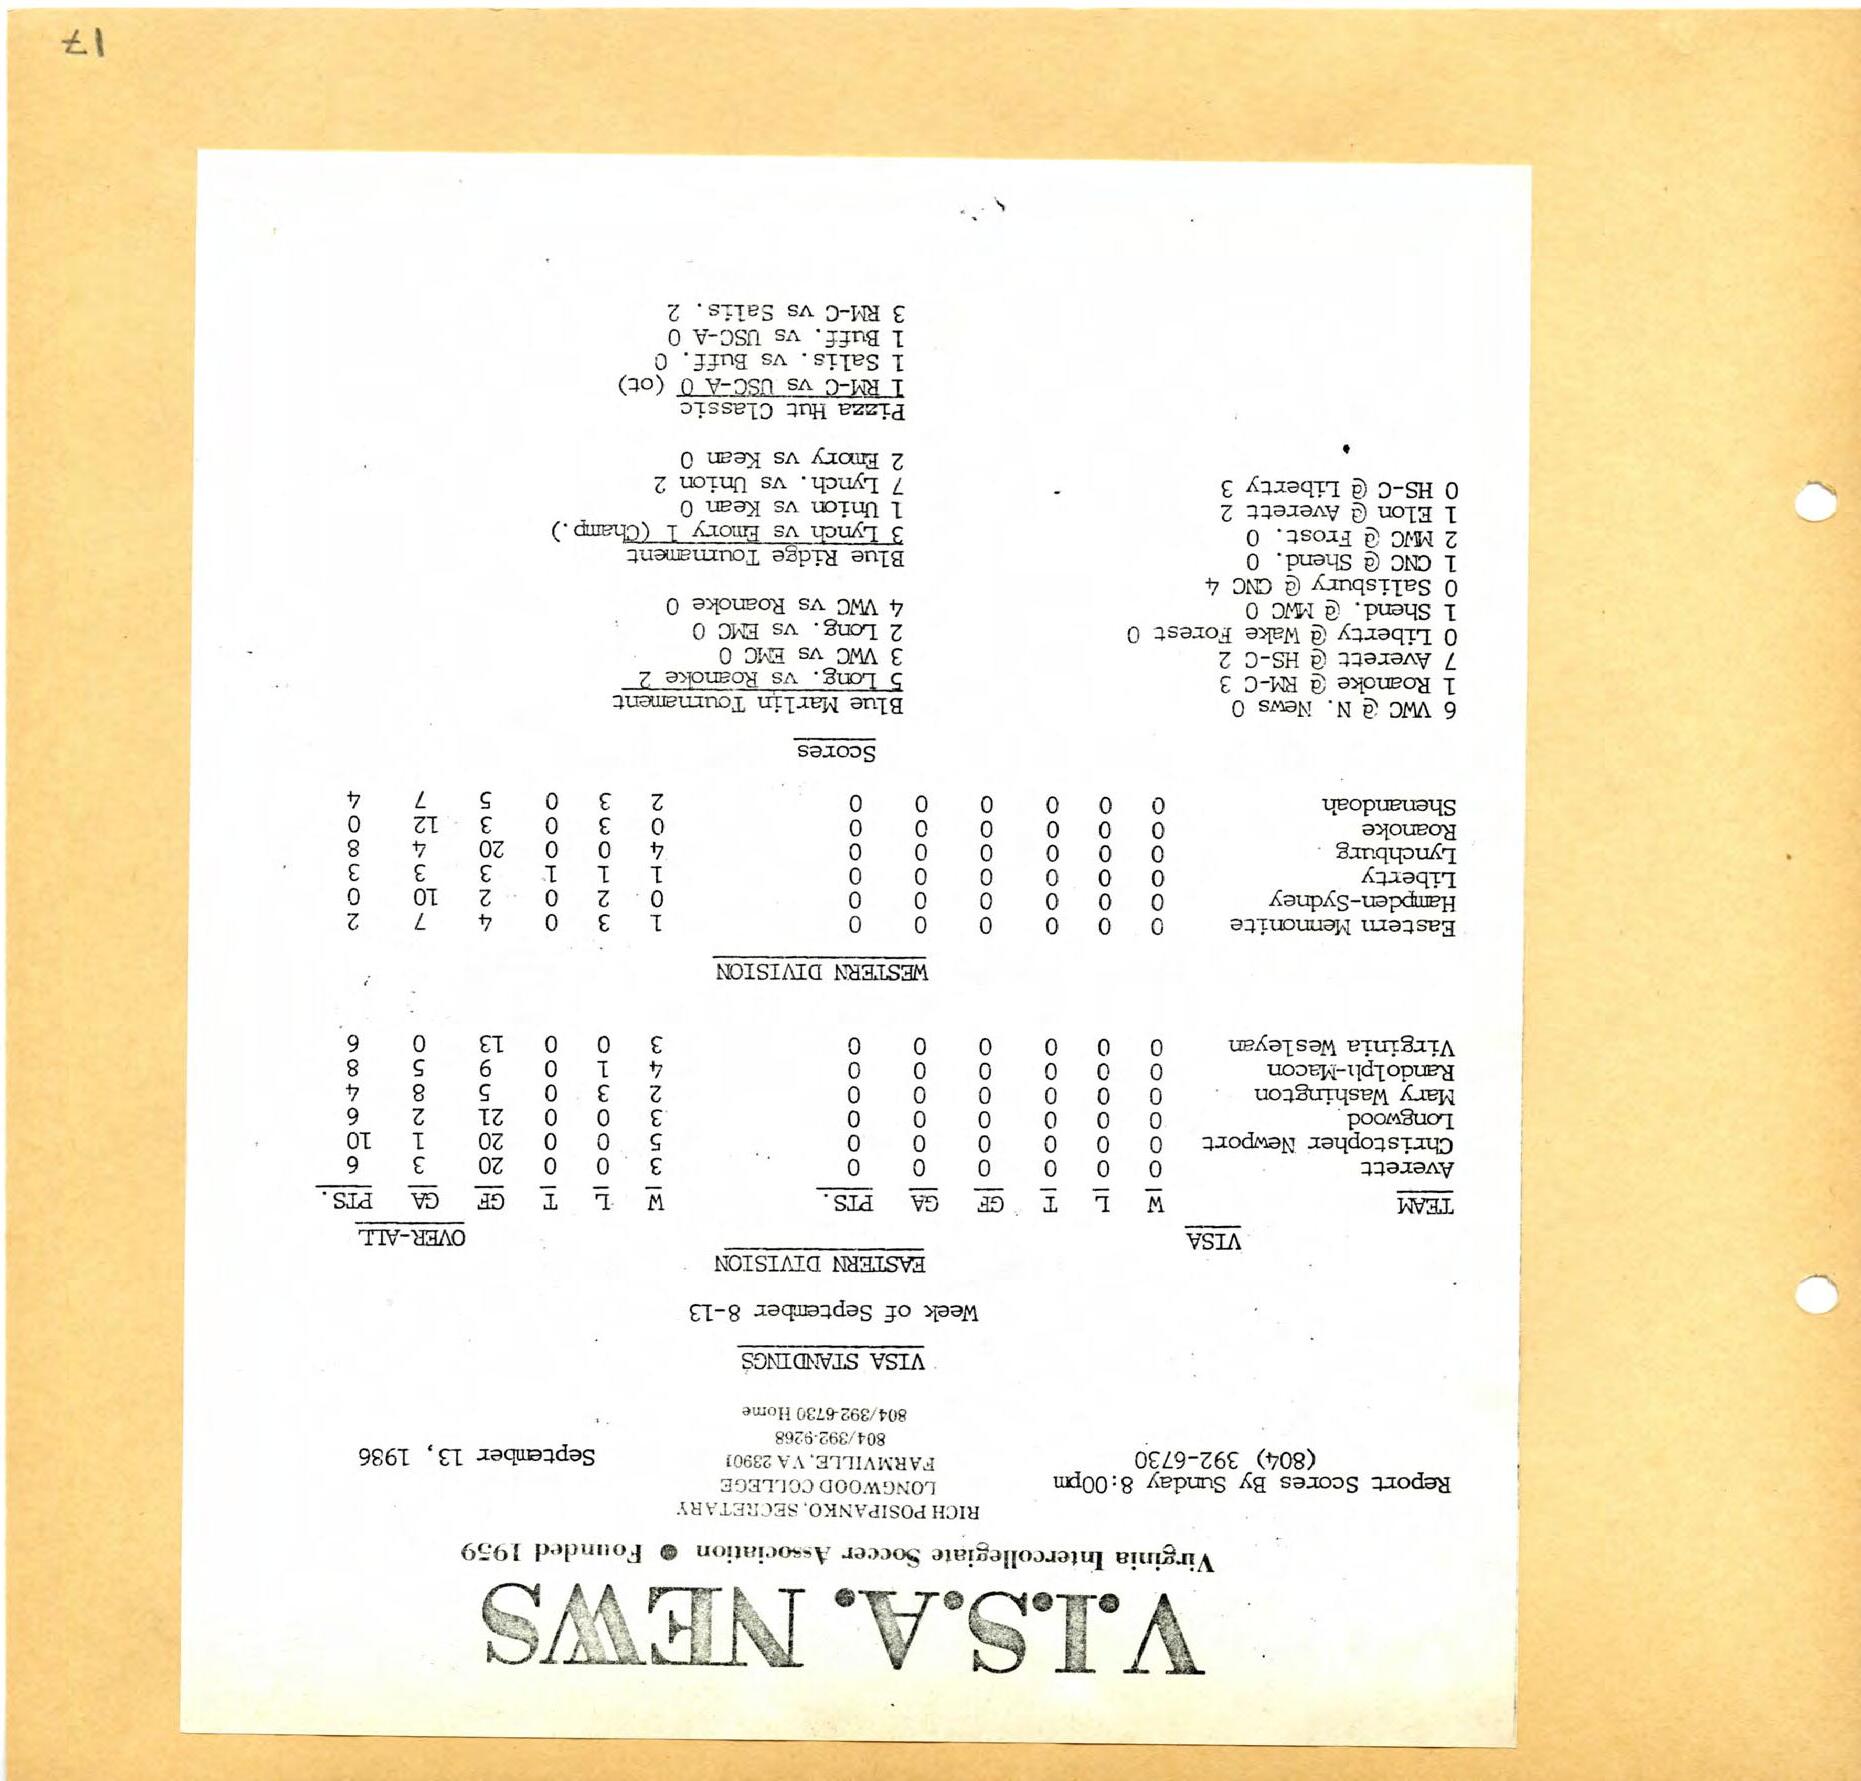 V.I.S.A. NEWS
Virginia Intercollegiate Soccer Association ● Founded 1959
RICH POSIPANKO, SECRETARY
LONGWOOD COLLEGE
FARMVILLE, VA 23901
804/392-9268
804/392-6730 Home
Report Scores By Sunday 8:00pm
(804) 392-6730
September 13, 1986
VISA STANDINGS
Week of September 8-13
EASTERN DIVISION
VISA OVER-ALL
TEAM W L T GF GA PTS. W L T GF GA PTS.
Averett 0 0 0 0 0 0 3 0 0 20 3 6
Christopher Newport 0 0 0 0 0 0 5 0 0 20 1 10
Longwood 0 0 0 0 0 0 3 0 0 21 2 6
Mary Washington 0 0 0 0 0 0 2 3 0 5 8 4
Randolph-Macon 0 0 0 0 0 0 4 1 0 9 5 8
Virginia Wesleyan 0 0 0 0 0 0 3 0 0 13 0 6
WESTERN DIVISION
Eastern Mennonite 0 0 0 0 0 0 1 3 0 4 7 2
Hampden-Sydney 0 0 0 0 0 0 0 2 0 2 10 0
Liberty 0 0 0 0 0 0 1 1 1 3 3 3
Lynchburg 0 0 0 0 0 0 4 0 0 20 4 8
Roanoke 0 0 0 0 0 0 0 3 0 3 12 0
Shenandoah 0 0 0 0 0 0 2 3 0 5 7 4
Scores
6 VWC @ N. News 0
1 Roanoke @ RM-C 3
7 Averett @ HS-C 2
0 Liberty @ Wake Forest 0
1 Shend. @ MWC 0
0 Salisbury @ CNC 4
1 CNC @ Shend. 0
2 MWC @ Frost. 0
1 Elon @ Averett 2
0 HS-C @ Liberty 3
Blue Marlin Tournament
5 Long. vs Roanoke 2
3 VWC vs EMC 0
2 Long. vs EMC 0
4 VWC vs Roanoke 0
Blue Ridge Tournament
3 Lynch vs Emory 1 (Champ.)
1 Union vs Kean 0
7 Lynch. vs Union 2
2 Emory vs Kean 0
Pizza Hut Classic
1 RM-C vs USC-A 0 (ot)
1 Salis. vs Buff. 0
1 Buff. vs USC-A 0
3 RM-C vs Salis. 2
17